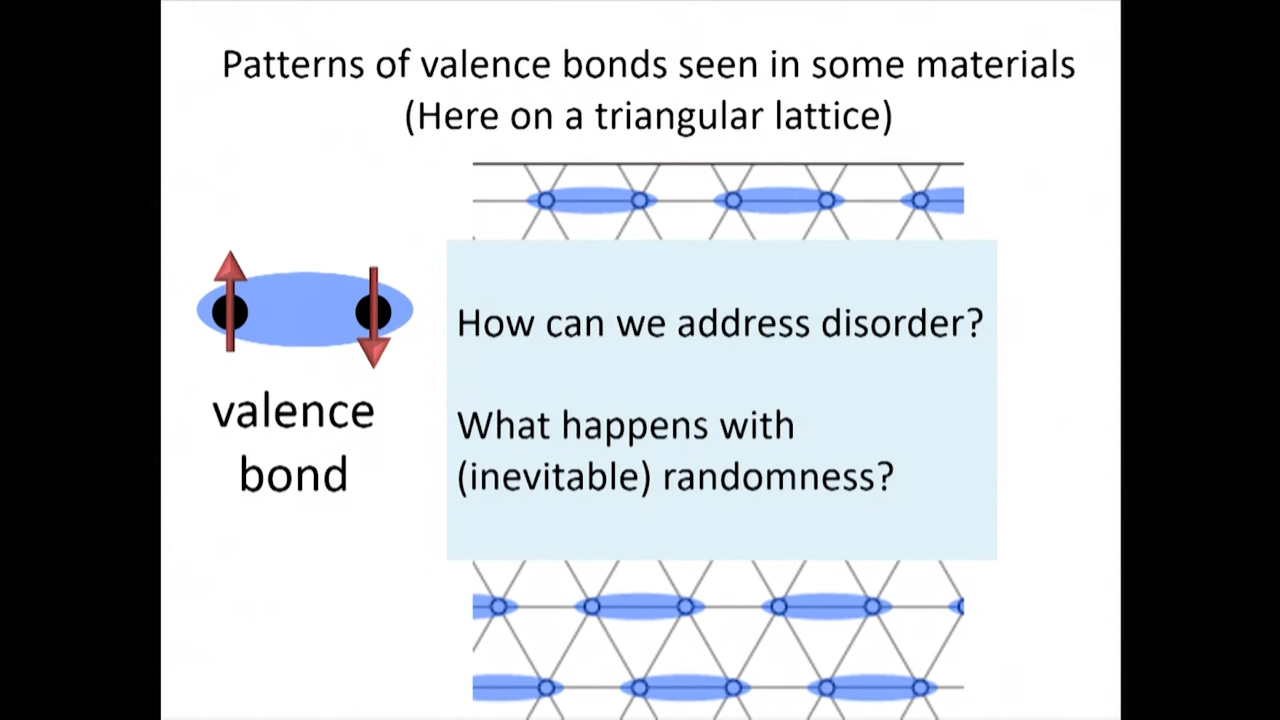 Patterns of valence bonds seen in some materials
(Here on a triangular lattice)
How can we address disorder?
valence
bond
What happens with
(inevitable) randomness?